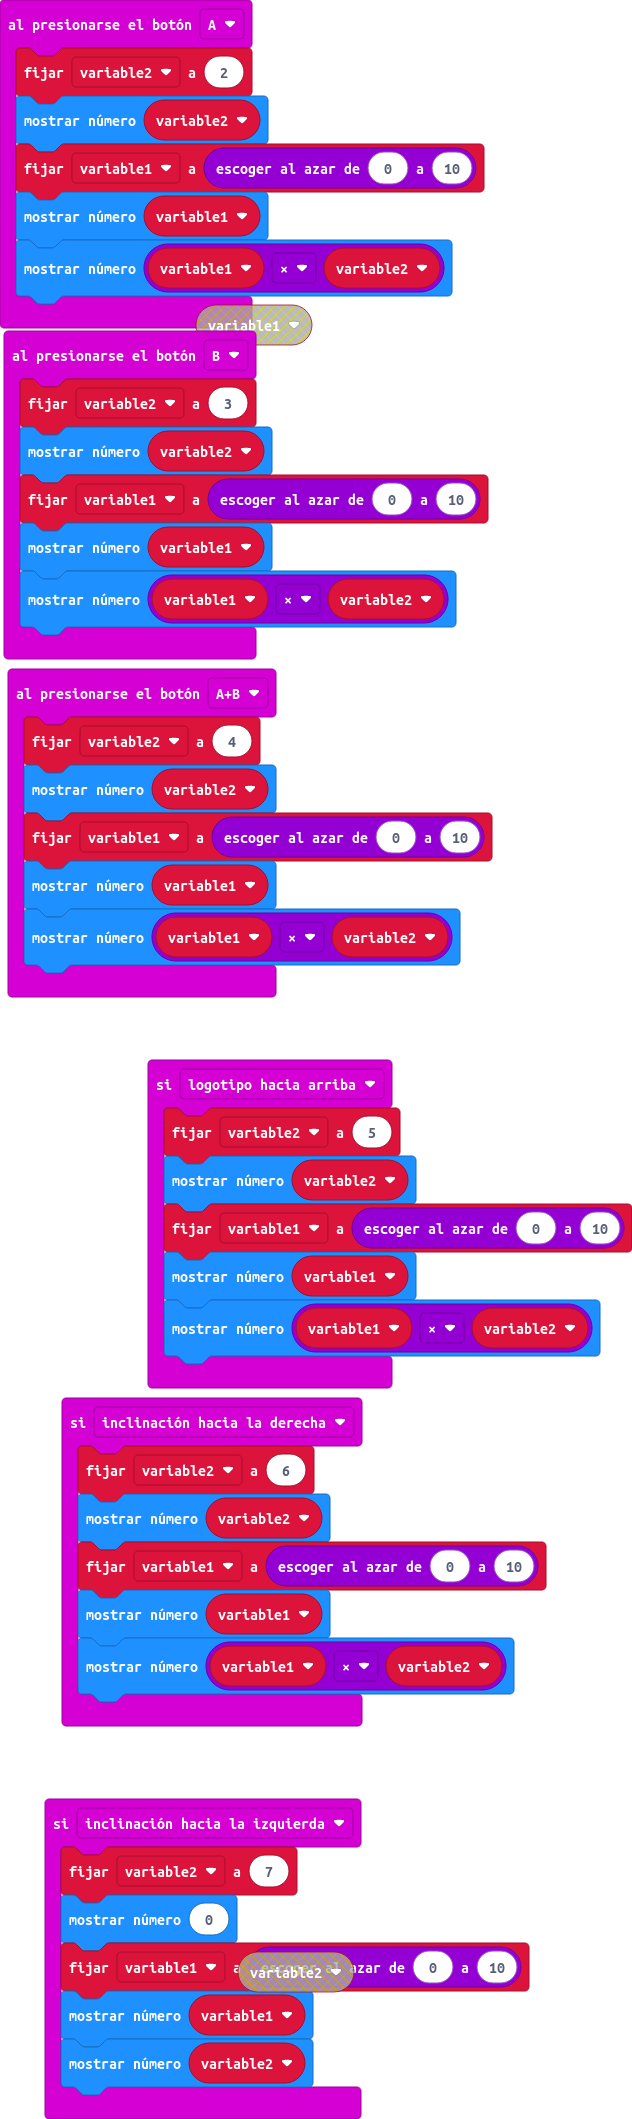 al presionarse el botón A
fijar variable2 a 2
mostrar número variable2
fijar variable1 a escoger al azar de 0 a 10
mostrar número variable1
mostrar número variable1 × variable2
variable1
al presionarse el botón B
fijar variable2 a 3
mostrar número variable2
fijar variable1 a escoger al azar de 0 a 10
mostrar número variable1
mostrar número variable1 × variable2
al presionarse el botón A+B
fijar variable2 a 4
mostrar número variable2
fijar variable1 a escoger al azar de 0 a 10
mostrar número variable1
mostrar número variable1 × variable2
si logotipo hacia arriba
fijar variable2 a 5
mostrar número variable2
fijar variable1 a escoger al azar de 0 a 10
mostrar número variable1
mostrar número variable1 × variable2
si inclinación hacia la derecha
fijar variable2 a 6
mostrar número variable2
fijar variable1 a escoger al azar de 0 a 10
mostrar número variable1
mostrar número variable1 × variable2
si inclinación hacia la izquierda
fijar variable2 a 7
mostrar número 0
fijar variable1 a variable2 azar de 0 a 10
mostrar número variable1
mostrar número variable2